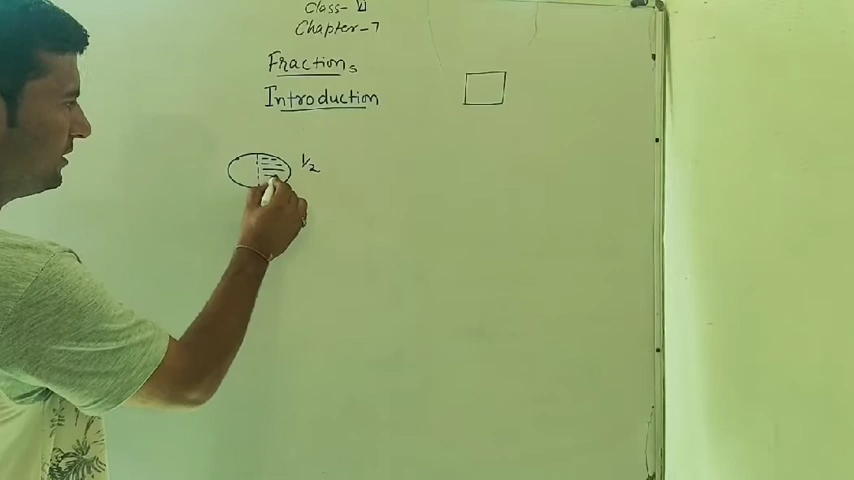 Class- VI
Chapter-7
Fractions
Introduction
1/2